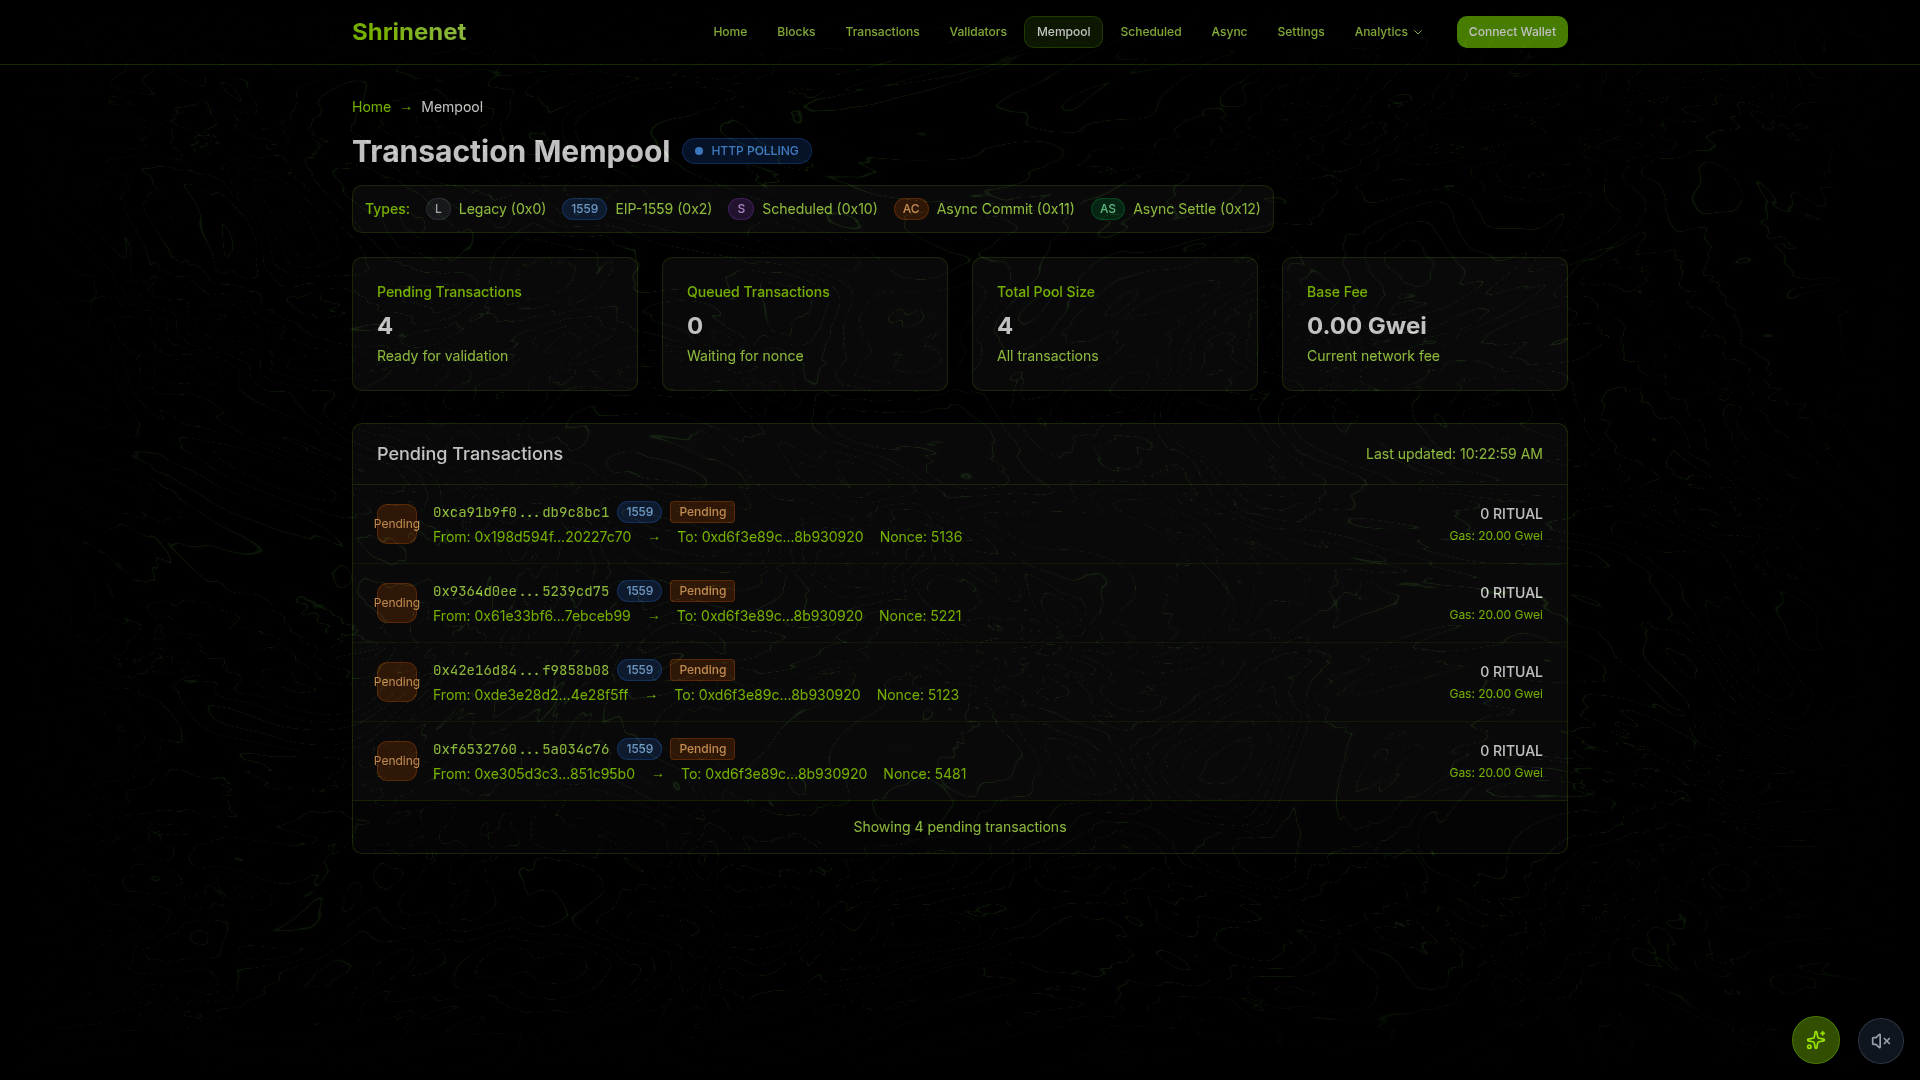 Shrinenet
Home Blocks Transactions Validators Mempool Scheduled Async Settings Analytics Connect Wallet
Home → Mempool
Transaction Mempool HTTP POLLING
Types: L Legacy (0x0) 1559 EIP-1559 (0x2) S Scheduled (0x10) AC Async Commit (0x11) AS Async Settle (0x12)
Pending Transactions
4
Ready for validation
Queued Transactions
0
Waiting for nonce
Total Pool Size
4
All transactions
Base Fee
0.00 Gwei
Current network fee
Pending Transactions
Last updated: 10:22:59 AM
Pending
0xca91b9f0...db9c8bc1 1559 Pending
From: 0x198d594f...20227c70 → To: 0xd6f3e89c...8b930920 Nonce: 5136
0 RITUAL
Gas: 20.00 Gwei
Pending
0x9364d0ee...5239cd75 1559 Pending
From: 0x61e33bf6...7ebceb99 → To: 0xd6f3e89c...8b930920 Nonce: 5221
0 RITUAL
Gas: 20.00 Gwei
Pending
0x42e16d84...f9858b08 1559 Pending
From: 0xde3e28d2...4e28f5ff → To: 0xd6f3e89c...8b930920 Nonce: 5123
0 RITUAL
Gas: 20.00 Gwei
Pending
0xf6532760...5a034c76 1559 Pending
From: 0xe305d3c3...851c95b0 → To: 0xd6f3e89c...8b930920 Nonce: 5481
0 RITUAL
Gas: 20.00 Gwei
Showing 4 pending transactions